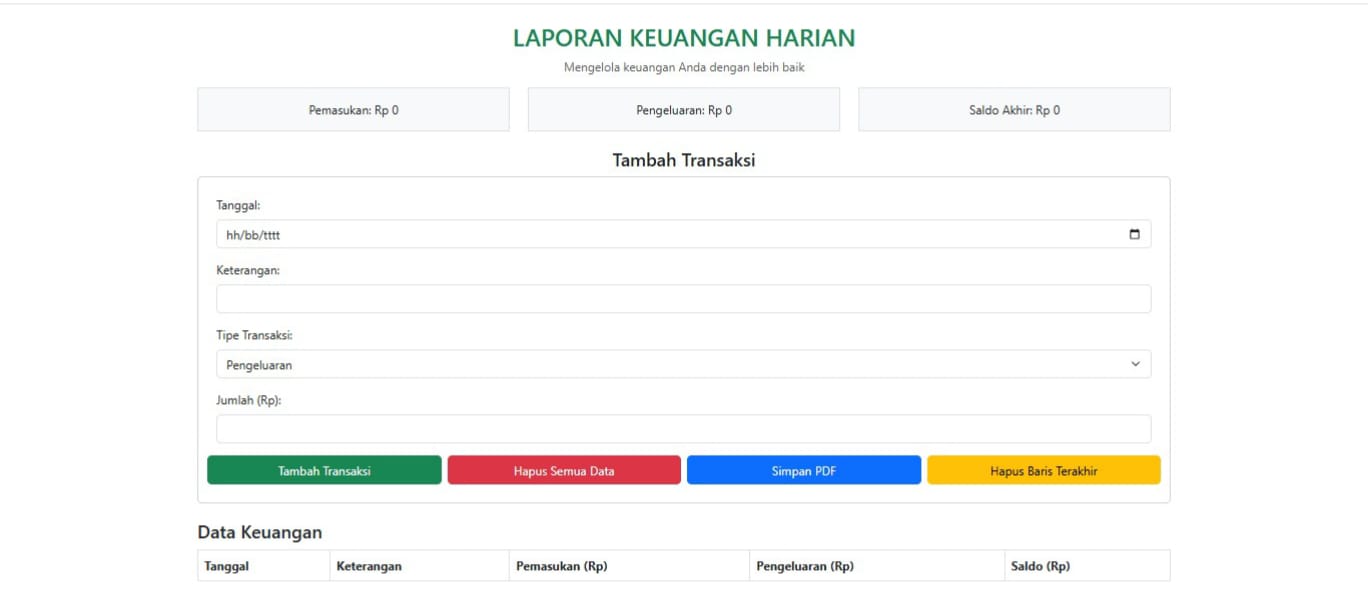 LAPORAN KEUANGAN HARIAN
Mengelola keuangan Anda dengan lebih baik
Pemasukan: Rp 0 Pengeluaran: Rp 0 Saldo Akhir: Rp 0
Tambah Transaksi
Tanggal:
hh/bb/tttt
Keterangan:
Tipe Transaksi:
Pengeluaran
Jumlah (Rp):
Tambah Transaksi Hapus Semua Data Simpan PDF Hapus Baris Terakhir
Data Keuangan
Tanggal Keterangan Pemasukan (Rp) Pengeluaran (Rp) Saldo (Rp)